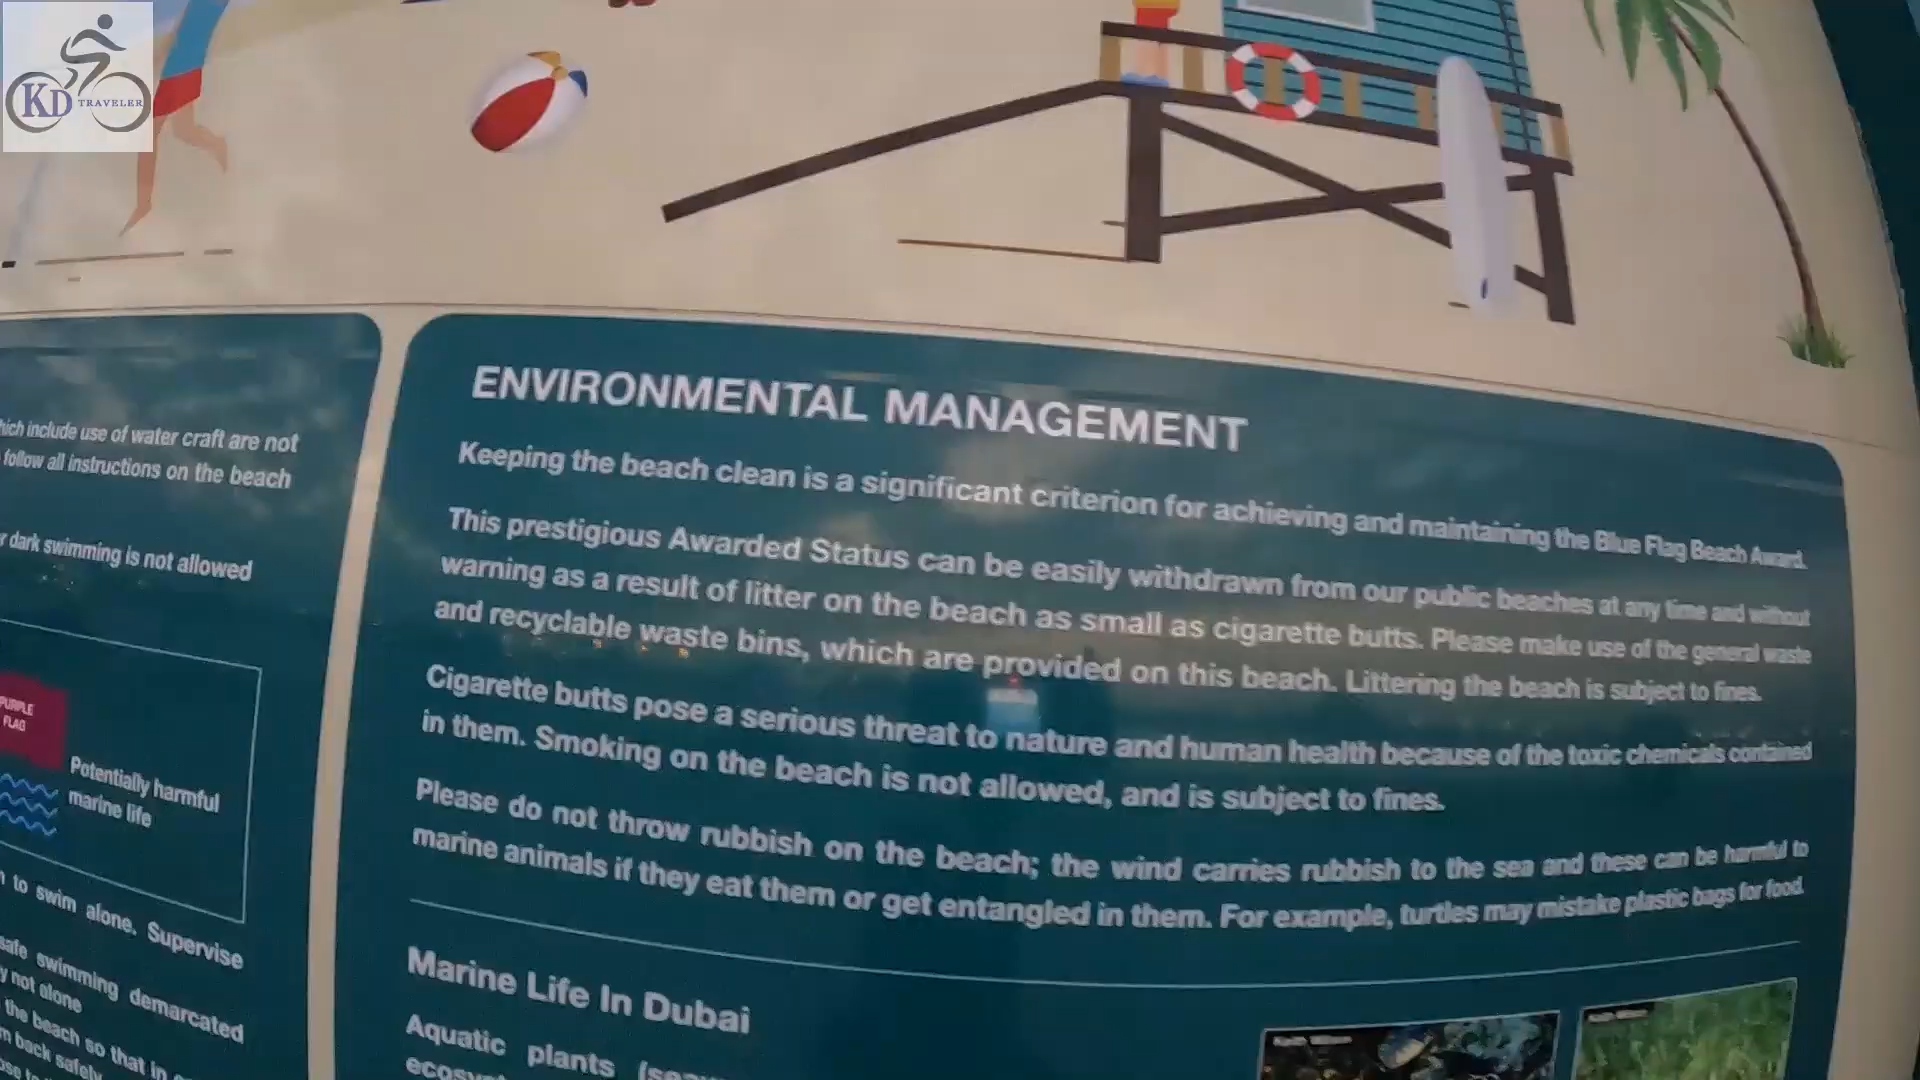 KD TRAVELER
hich include use of water craft are not
follow all instructions on the beach
r dark swimming is not allowed
PURPLE
FLAG
Potentially harmful
marine life
to swim alone. Supervise
safe swimming demarcated
y not alone
the beach so that in
back safely
ENVIRONMENTAL MANAGEMENT
Keeping the beach clean is a significant criterion for achieving and maintaining the Blue Flag Beach Award.
This prestigious Awarded Status can be easily withdrawn from our public beaches at any time and without
warning as a result of litter on the beach as small as cigarette butts. Please make use of the general waste
and recyclable waste bins, which are provided on this beach. Littering the beach is subject to fines.
Cigarette butts pose a serious threat to nature and human health because of the toxic chemicals contained
in them. Smoking on the beach is not allowed, and is subject to fines.
Please do not throw rubbish on the beach; the wind carries rubbish to the sea and these can be harmful to
marine animals if they eat them or get entangled in them. For example, turtles may mistake plastic bags for food.
Marine Life In Dubai
Aquatic plants